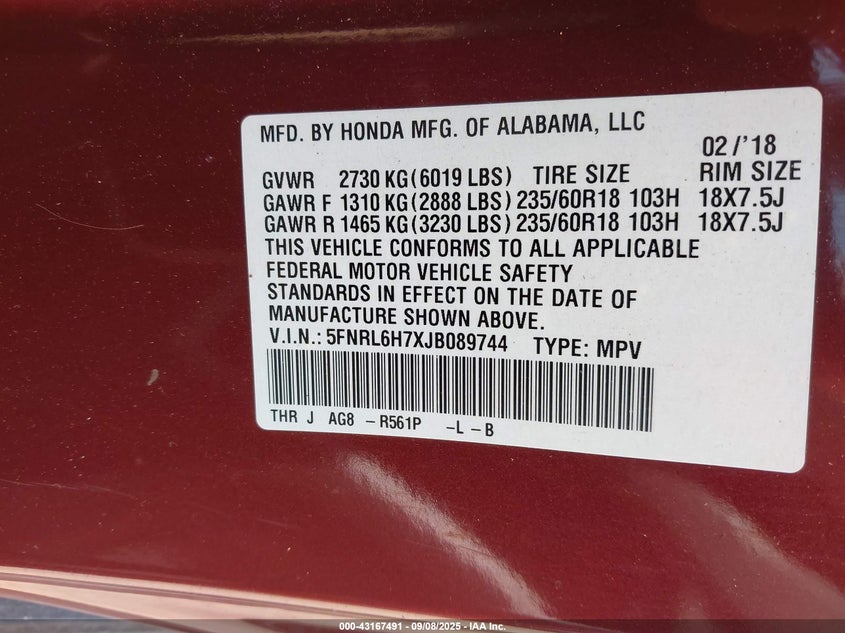 MFD. BY HONDA MFG. OF ALABAMA, LLC
02/'18
GVWR 2730 KG(6019 LBS) TIRE SIZE RIM SIZE
GAWR F 1310 KG(2888 LBS) 235/60R18 103H 18X7.5J
GAWR R 1465 KG(3230 LBS) 235/60R18 103H 18X7.5J
THIS VEHICLE CONFORMS TO ALL APPLICABLE
FEDERAL MOTOR VEHICLE SAFETY
STANDARDS IN EFFECT ON THE DATE OF
MANUFACTURE SHOWN ABOVE.
V.I.N.: 5FNRL6H7XJB089744 TYPE: MPV
THR J AG8 -R561P -L-B
000-43167491 - 09/08/2025 - IAA Inc.